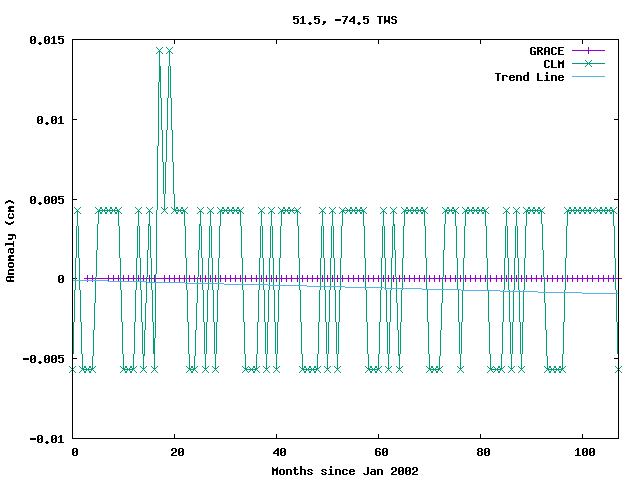 51.5, -74.5 TWS
0.015
0.01
0.005
0
-0.005
-0.01
Anomaly (cm)
GRACE
CLM
Trend Line
0 20 40 60 80 100
Months since Jan 2002